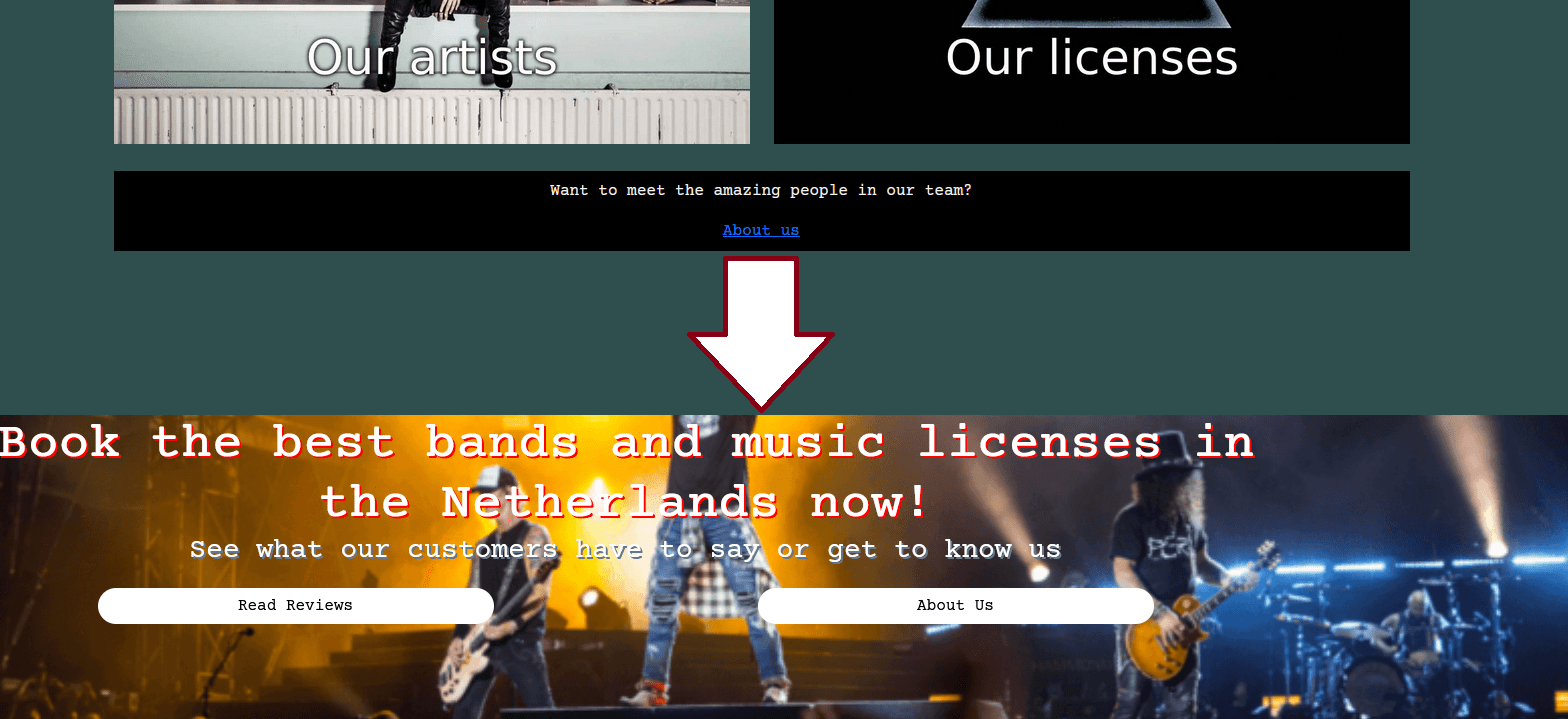 Our artists
Our licenses
Want to meet the amazing people in our team?
About us
Book the best bands and music licenses in
the Netherlands now!
See what our customers have to say or get to know us
Read Reviews
About Us